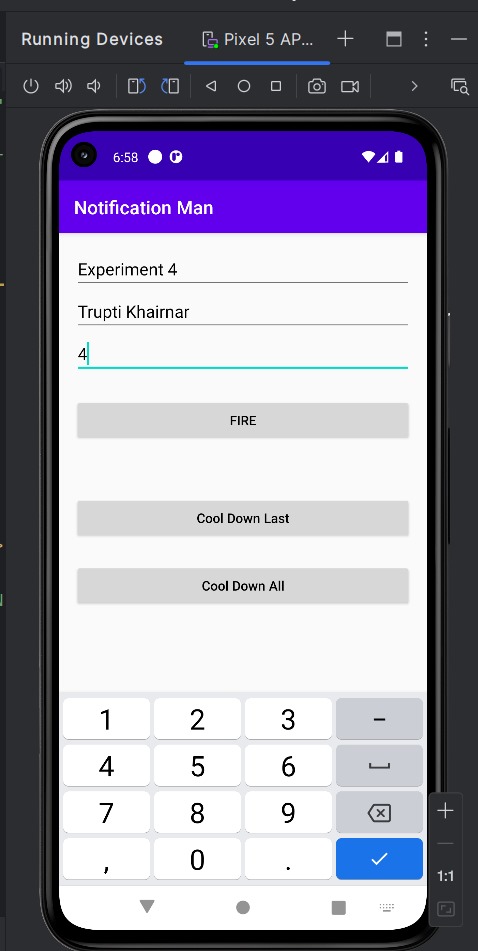 Running Devices
Pixel 5 AP...
6:58
Notification Man
Experiment 4
Trupti Khairnar
4
FIRE
Cool Down Last
Cool Down All
1 2 3 –
4 5 6
7 8 9
, 0 .
1:1